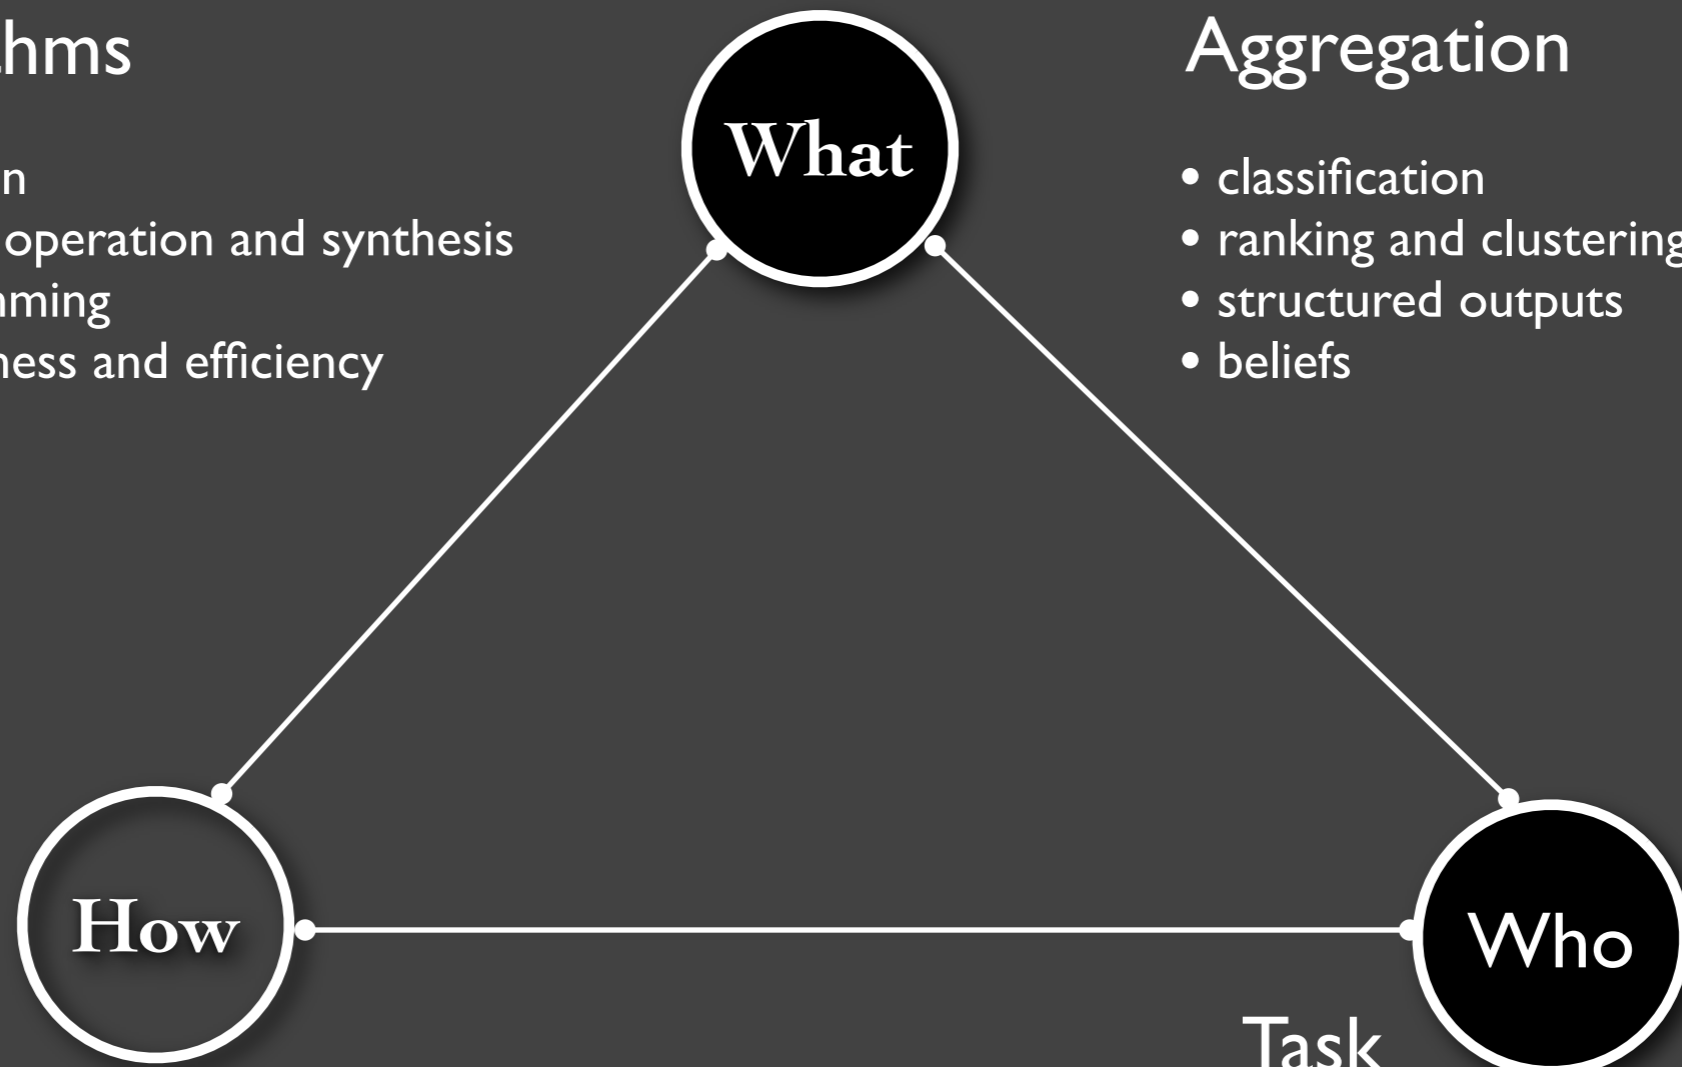 hms
n
operation and synthesis
ming
ness and efficiency
What
Aggregation
• classification
• ranking and clustering
• structured outputs
• beliefs
How
Who
Task